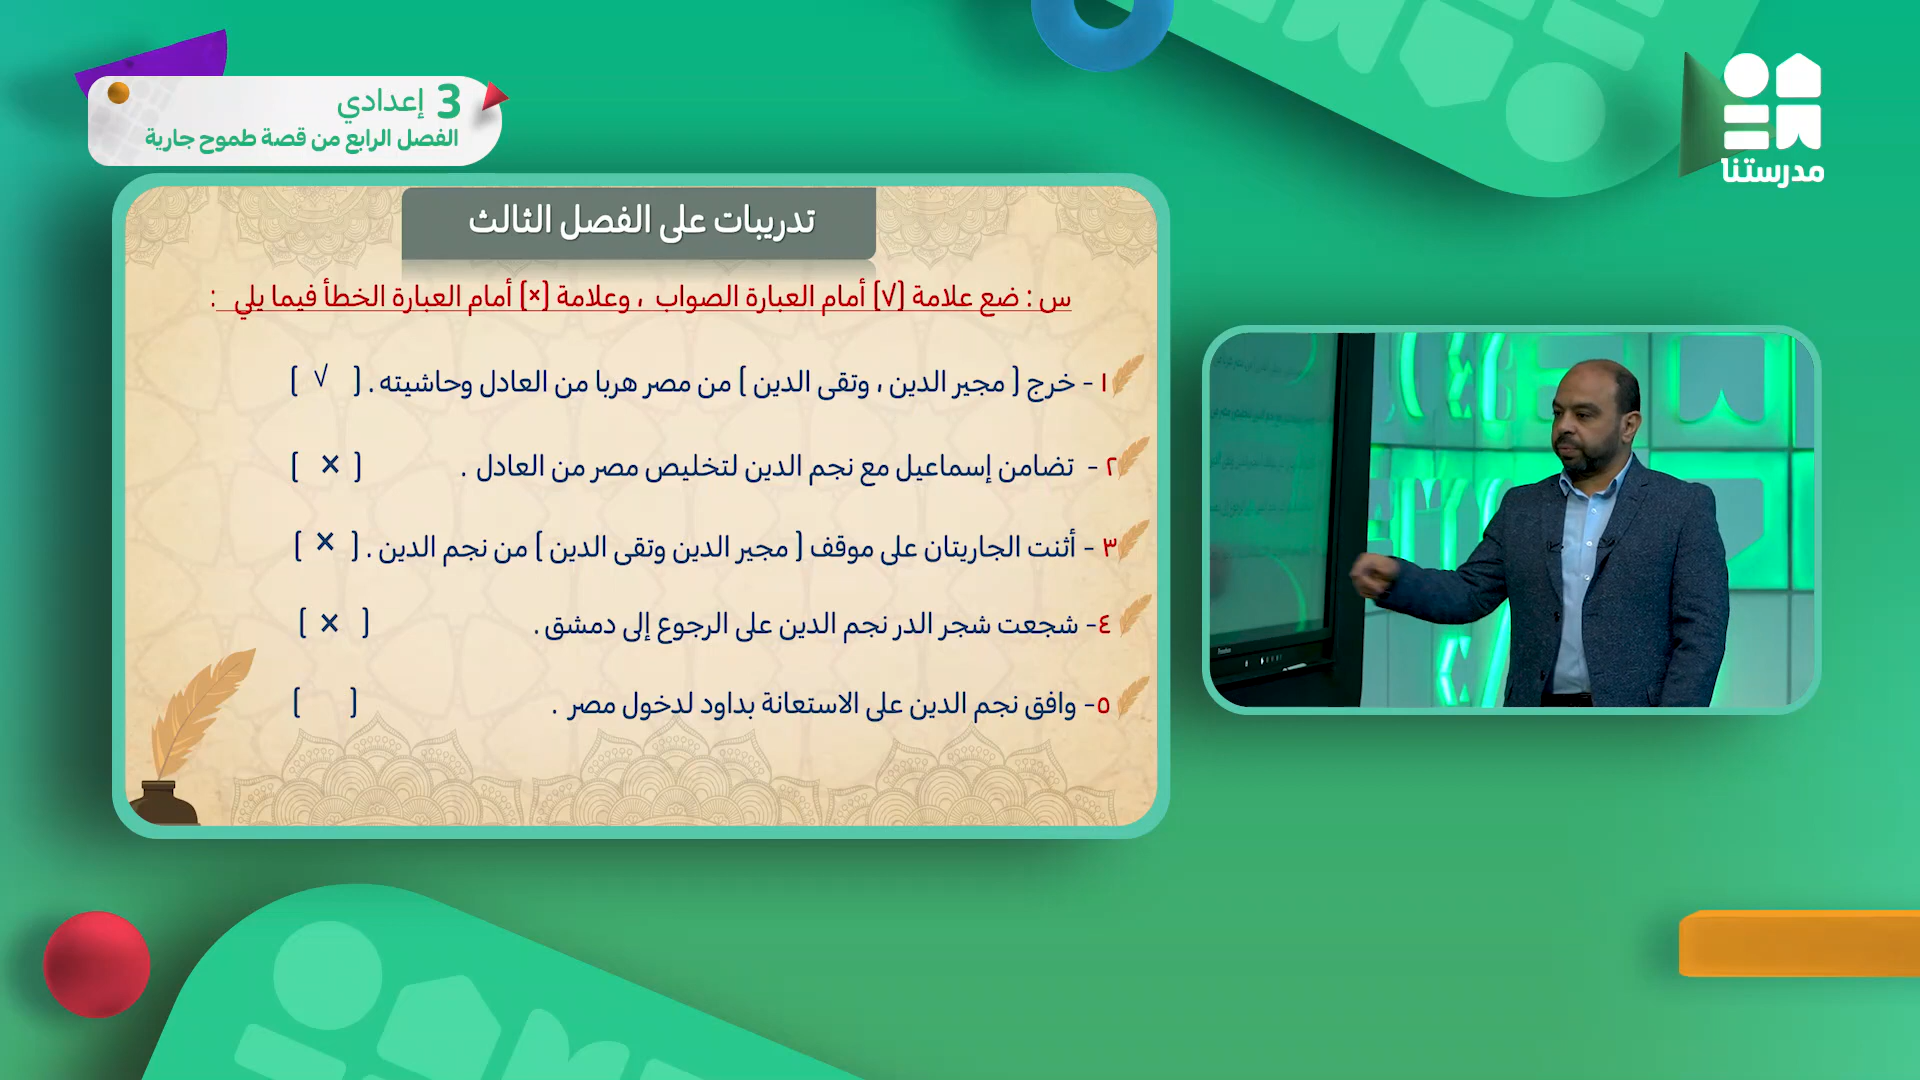 3 إعدادي
الفصل الرابع من قصة طموح جارية
مدرستنا
تدريبات على الفصل الثالث
س : ضع علامة [√] أمام العبارة الصواب ، وعلامة [×] أمام العبارة الخطأ فيما يلي :
١ - خرج [ مجير الدين ، وتقى الدين ] من مصر هربا من العادل وحاشيته . [ √ ]
٢ - تضامن إسماعيل مع نجم الدين لتخليص مصر من العادل . [ × ]
٣ - أثنت الجاريتان على موقف [ مجير الدين وتقى الدين ] من نجم الدين . [ × ]
٤- شجعت شجر الدر نجم الدين على الرجوع إلى دمشق . [ × ]
٥- وافق نجم الدين على الاستعانة بداود لدخول مصر . [ ]